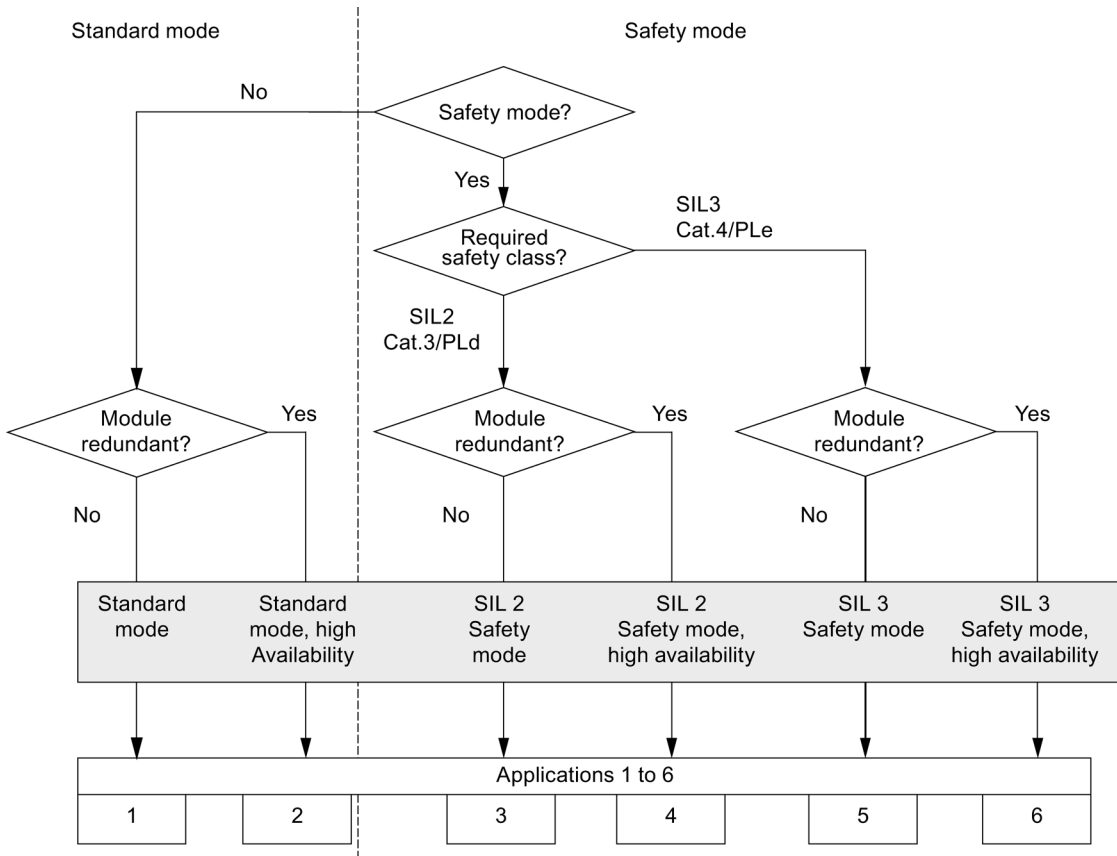 Standard mode
Safety mode
No
Safety mode?
Yes
SIL3
Cat.4/PLe
Required
safety class?
SIL2
Cat.3/PLd
Module
redundant?
Yes
Module
redundant?
Yes
Module
redundant?
Yes
No
No
No
Standard
mode
Standard
mode, high
Availability
SIL 2
Safety
mode
SIL 2
Safety mode,
high availability
SIL 3
Safety mode
SIL 3
Safety mode,
high availability
Applications 1 to 6
1
2
3
4
5
6